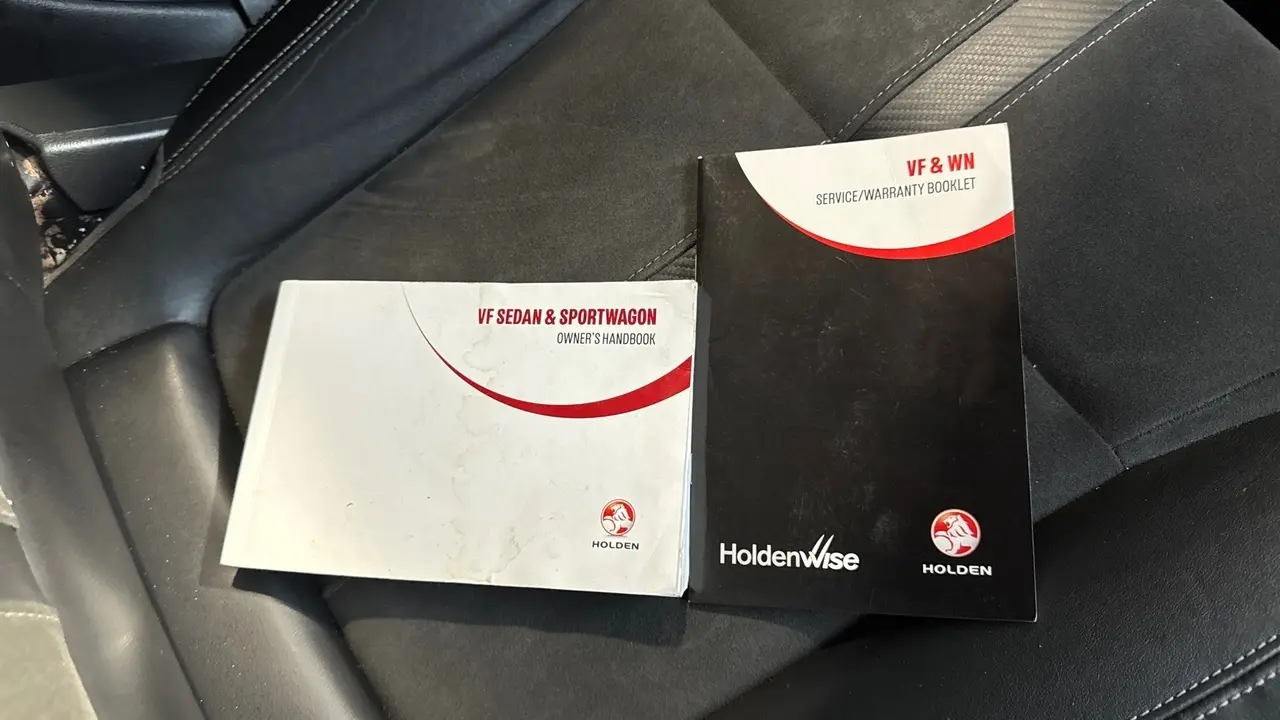 VF SEDAN & SPORTWAGON
OWNER'S HANDBOOK
HOLDEN
VF & WN
SERVICE/WARRANTY BOOKLET
HoldenWise
HOLDEN